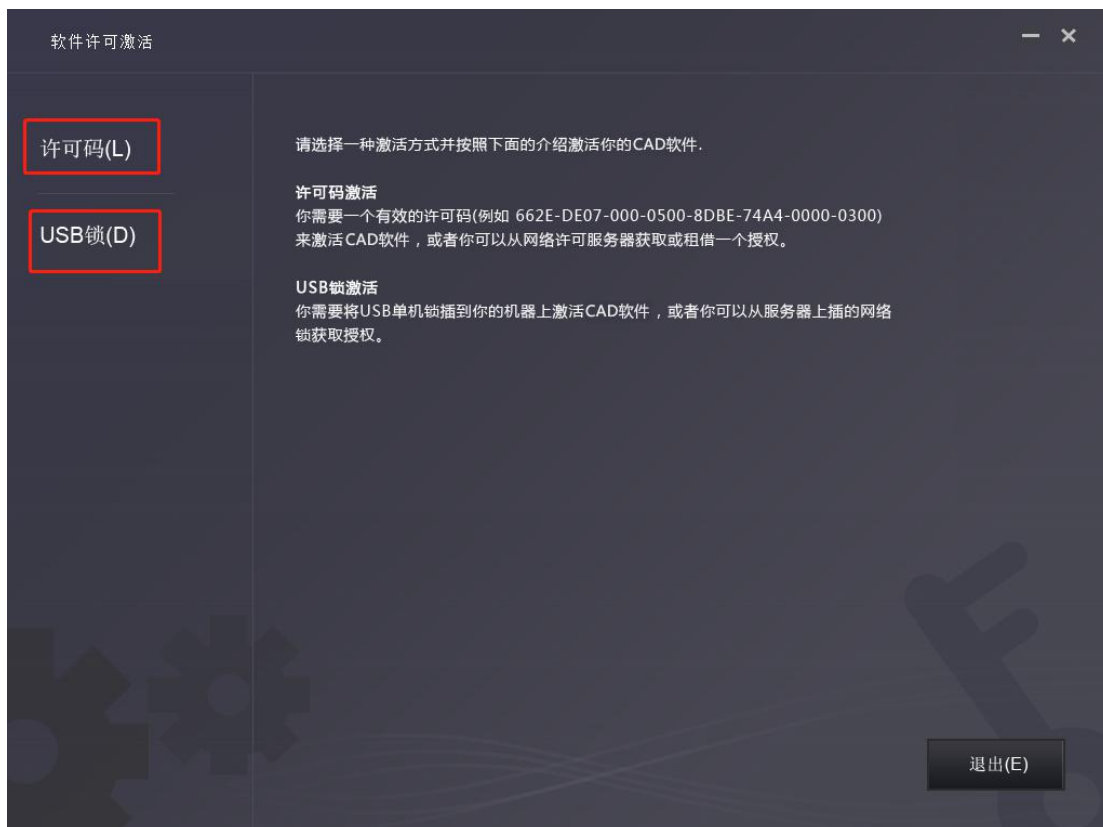 软件许可激活
许可码(L)
USB锁(D)
请选择一种激活方式并按照下面的介绍激活你的CAD软件.
许可码激活
你需要一个有效的许可码(例如 662E-DE07-000-0500-8DBE-74A4-0000-0300)
来激活CAD软件，或者你可以从网络许可服务器获取或租借一个授权。
USB锁激活
你需要将USB单机锁插到你的机器上激活CAD软件，或者你可以从服务器上插的网络
锁获取授权。
退出(E)